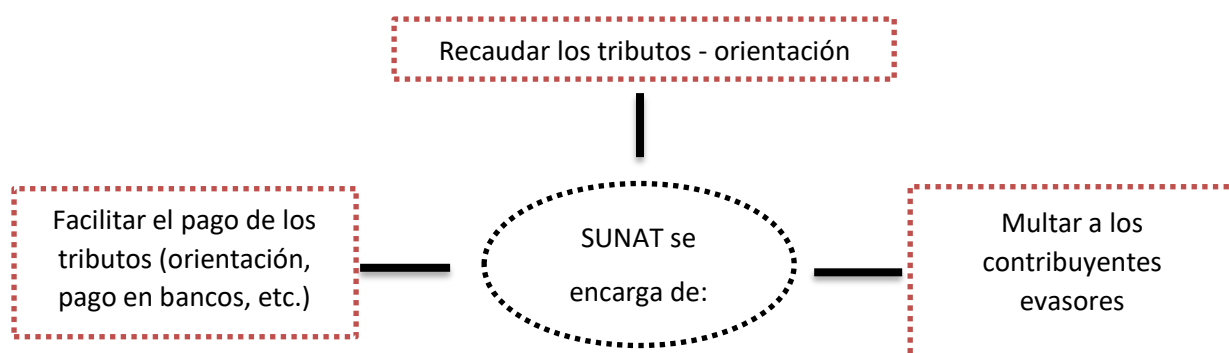 Recaudar los tributos - orientación
Facilitar el pago de los
tributos (orientación,
pago en bancos, etc.)
SUNAT se
encarga de:
Multar a los
contribuyentes
evasores